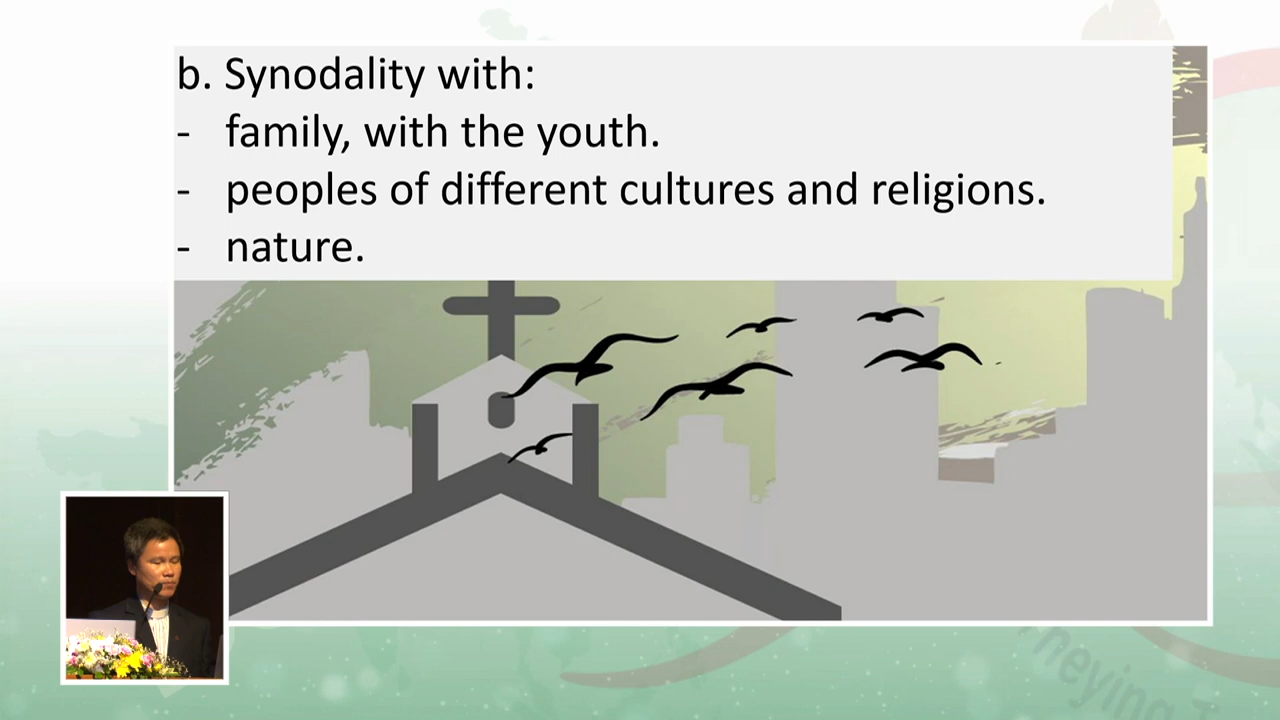 b. Synodality with:
- family, with the youth.
- peoples of different cultures and religions.
- nature.